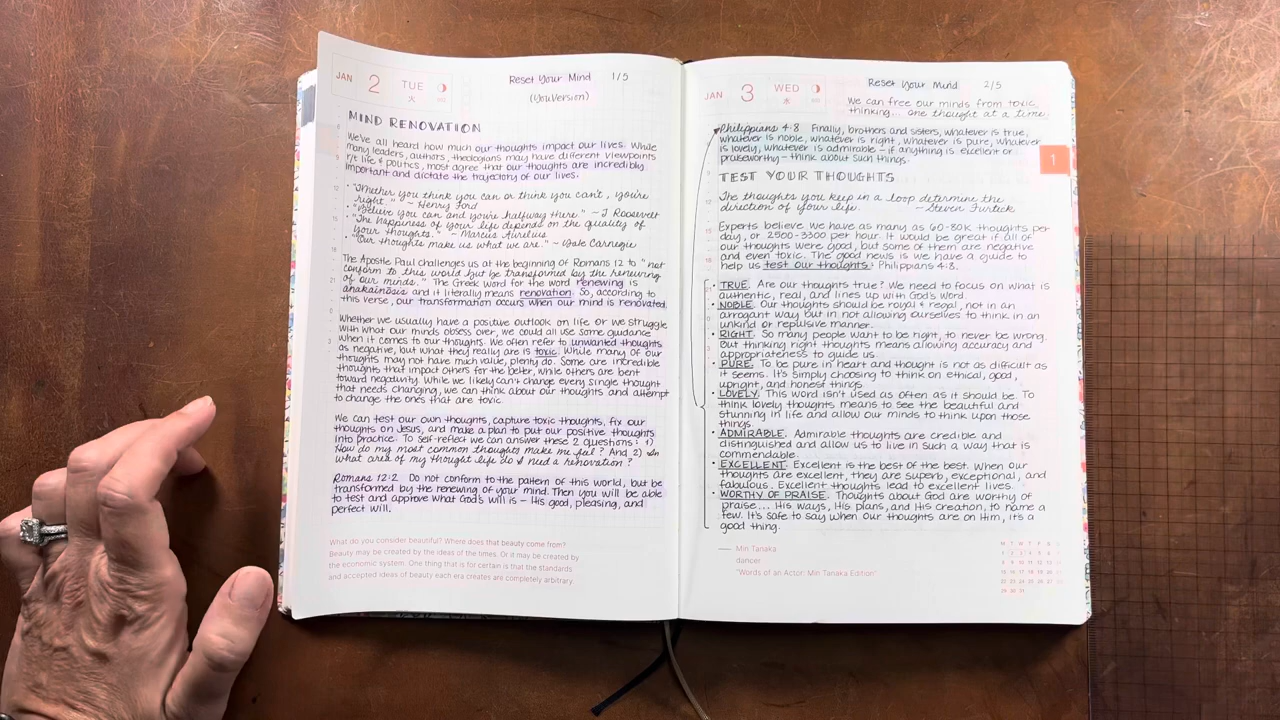 JAN 2 TUE 火
Reset Your Mind 1/5
(YouVersion)
MIND RENOVATION
We've all heard how much our thoughts impact our lives. While
many leaders, authors, theologians may have different viewpoints
r/t life & politics, most agree that our thoughts are incredibly
important and dictate the trajectory of our lives.
• "Whether you think you can or think you can't, you're
right." ~ Henry Ford
• "Believe you can and you're halfway there." ~ T Roosevelt
• "The happiness of your life depends on the quality of
your thoughts." ~ Marcus Aurelius
• "Our thoughts make us what we are." ~ Dale Carnegie
The Apostle Paul challenges us at the beginning of Romans 12 to "not
conform to this world but be transformed by the renewing
of our minds." The Greek word for the word renewing is
anakainosis and it literally means renovation. So, according to
this verse, our transformation occurs when our mind is renovated.
Whether we usually have a positive outlook on life or we struggle
with what our minds obsess over, we could all use some guidance
when it comes to our thoughts. We often refer to unwanted thoughts
as negative, but what they really are is toxic. While many of our
thoughts may not have much value, plenty do. Some are incredible
thoughts that impact others for the better, while others are bent
toward negativity. While we likely can't change every single thought
that needs changing, we can think about our thoughts and attempt
to change the ones that are toxic.
We can test our own thoughts, capture toxic thoughts, fix our
thoughts on Jesus, and make a plan to put our positive thoughts
into practice. To self-reflect we can answer these 2 questions: 1)
How do my most common thoughts make me feel? And 2) In
what area of my thought life do I need a renovation?
Romans 12:2 Do not conform to the pattern of this world, but be
transformed by the renewing of your mind. Then you will be able
to test and approve what God's will is – His good, pleasing, and
perfect will.
What do you consider beautiful? Where does that beauty come from?
Beauty may be created by the ideas of the times. Or it may be created by
the economic system. One thing that is for certain is that the standards
and accepted ideas of beauty each era creates are completely arbitrary.
JAN 3 WED 水
Reset Your Mind 2/5
We can free our minds from toxic
thinking... one thought at a time.
Philippians 4:8 Finally, brothers and sisters, whatever is true,
whatever is noble, whatever is right, whatever is pure, whatever
is lovely, whatever is admirable – if anything is excellent or
praiseworthy – think about such things.
1
TEST YOUR THOUGHTS
The thoughts you keep in a loop determine the
direction of your life. ~ Steven Furtick
Experts believe we have as many as 60-80K thoughts per
day, or 2500-3300 per hour. It would be great if all of
our thoughts were good, but some of them are negative
and even toxic. The good news is we have a guide to
help us test our thoughts: Philippians 4:8.
• TRUE. Are our thoughts true? We need to focus on what is
authentic, real, and lines up with God's word.
• NOBLE. Our thoughts should be royal & regal, not in an
arrogant way but in not allowing ourselves to think in an
unkind or repulsive manner.
• RIGHT. So many people want to be right, to never be wrong.
But thinking right thoughts means allowing accuracy and
appropriateness to guide us.
• PURE. To be pure in heart and thought is not as difficult as
it seems. It's simply choosing to think on ethical, good,
upright, and honest things.
• LOVELY. This word isn't used as often as it should be. To
think lovely thoughts means to see the beautiful and
stunning in life and allow our minds to think upon those
things.
• ADMIRABLE. Admirable thoughts are credible and
distinguished and allow us to live in such a way that is
commendable.
• EXCELLENT. Excellent is the best of the best. When our
thoughts are excellent, they are superb, exceptional, and
fabulous. Excellent thoughts lead to excellent lives.
• WORTHY OF PRAISE. Thoughts about God are worthy of
praise... His ways, His plans, and His creation, to name a
few. It's safe to say when our thoughts are on Him, it's a
good thing.
— Min Tanaka
dancer
"Words of an Actor: Min Tanaka Edition"
M T W T F S S
1 2 3 4 5 6 7
8 9 10 11 12 13 14
15 16 17 18 19 20 21
22 23 24 25 26 27 28
29 30 31